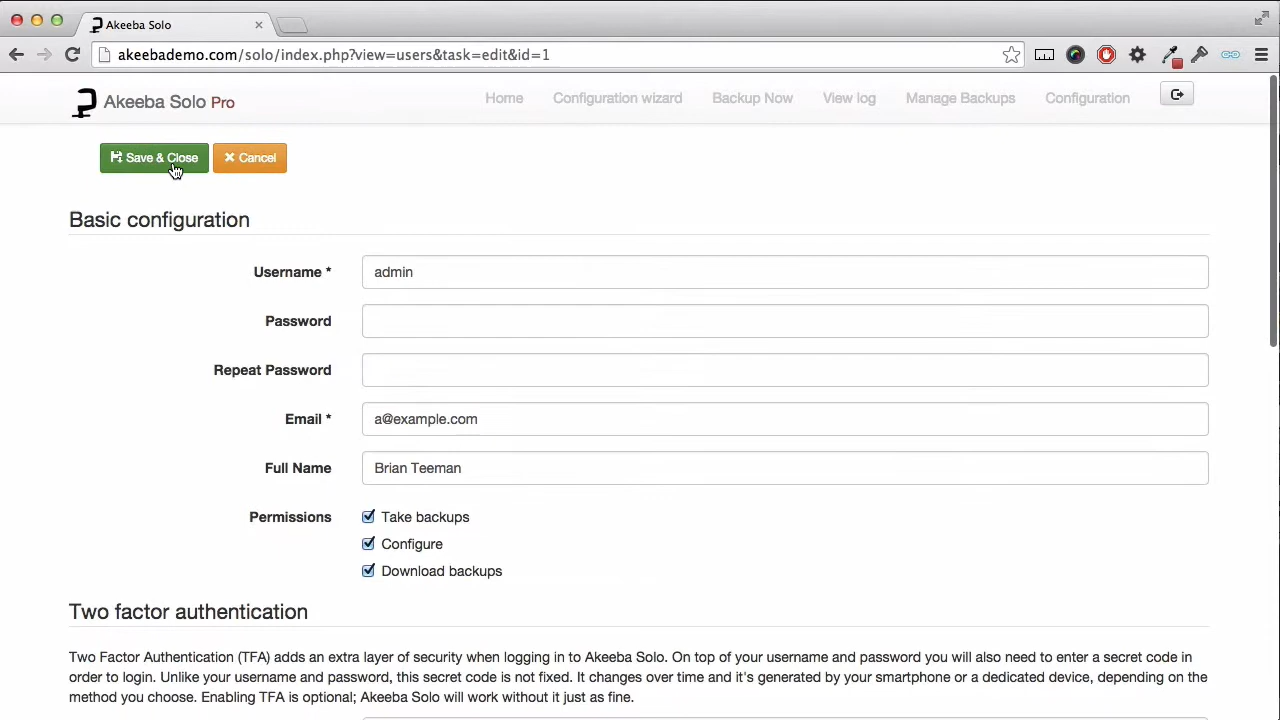 Akeeba Solo
akeebademo.com/solo/index.php?view=users&task=edit&id=1
Akeeba Solo Pro
Home
Configuration wizard
Backup Now
View log
Manage Backups
Configuration
Save & Close
Cancel
Basic configuration
Username *
admin
Password
Repeat Password
Email *
a@example.com
Full Name
Brian Teeman
Permissions
Take backups
Configure
Download backups
Two factor authentication
Two Factor Authentication (TFA) adds an extra layer of security when logging in to Akeeba Solo. On top of your username and password you will also need to enter a secret code in
order to login. Unlike your username and password, this secret code is not fixed. It changes over time and it's generated by your smartphone or a dedicated device, depending on the
method you choose. Enabling TFA is optional; Akeeba Solo will work without it just as fine.